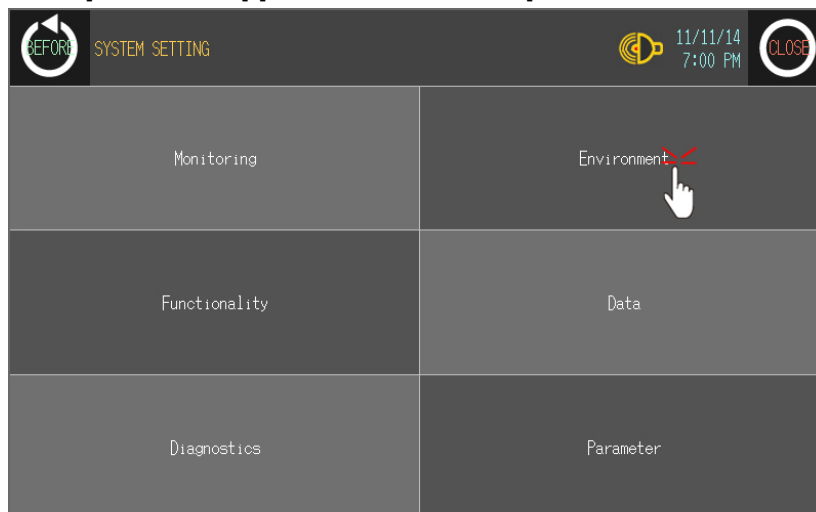 BEFORE
SYSTEM SETTING
11/11/14
7:00 PM
CLOSE
Monitoring
Environment
Functionality
Data
Diagnostics
Parameter